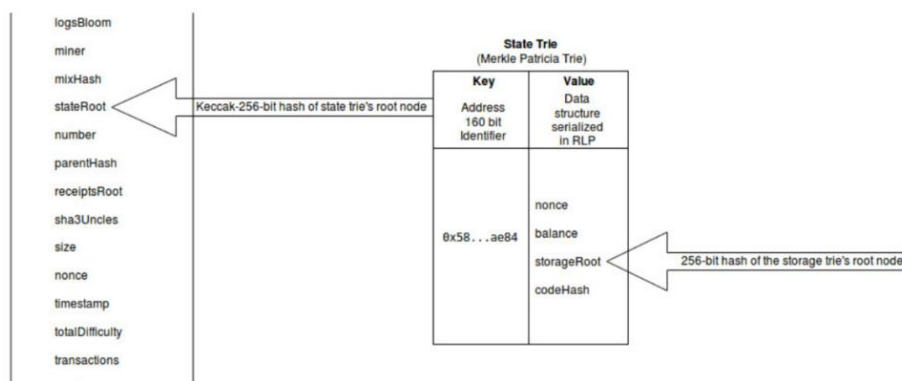 logsBloom
miner
mixHash
stateRoot
number
parentHash
receiptsRoot
sha3Uncles
size
nonce
timestamp
totalDifficulty
transactions
Keccak-256-bit hash of state trie's root node
State Trie
(Merkle Patricia Trie)
Key
Address
160 bit
Identifier
Value
Data
structure
serialized
in RLP
0x58...ae84
nonce
balance
storageRoot
codeHash
256-bit hash of the storage trie's root node